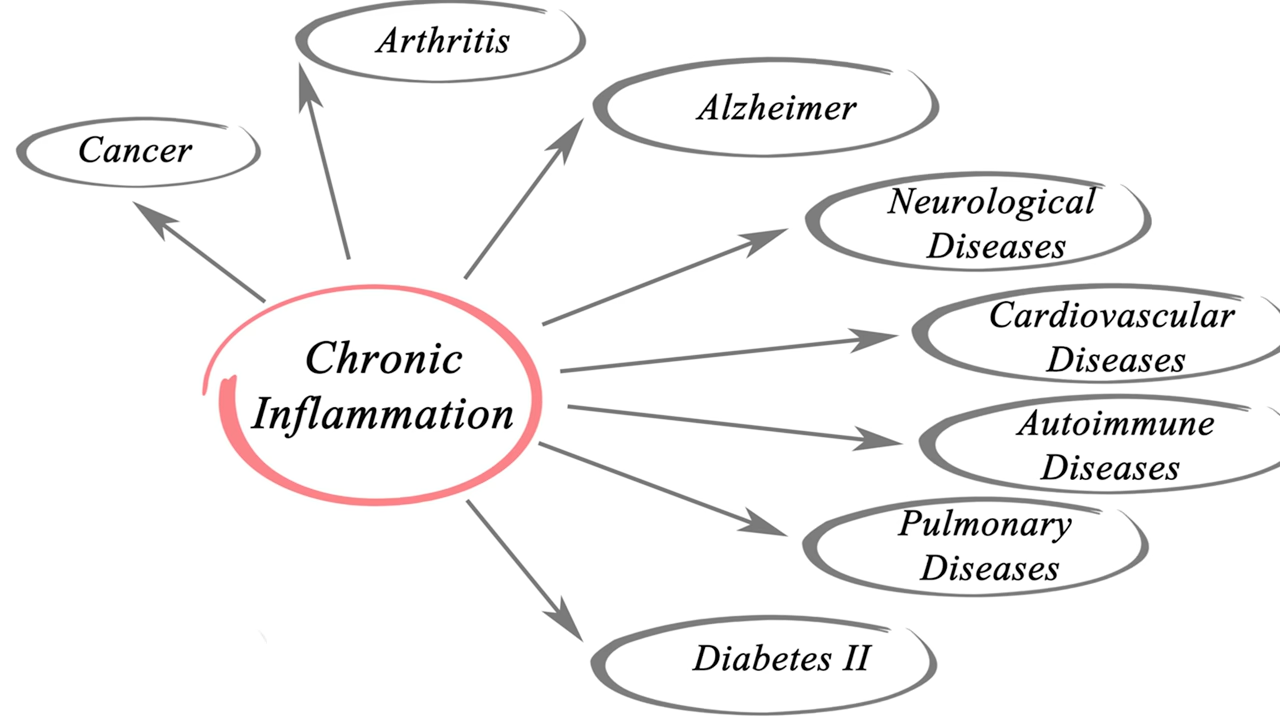 Arthritis
Alzheimer
Cancer
Neurological
Diseases
Cardiovascular
Diseases
Chronic
Inflammation
Autoimmune
Diseases
Pulmonary
Diseases
Diabetes II